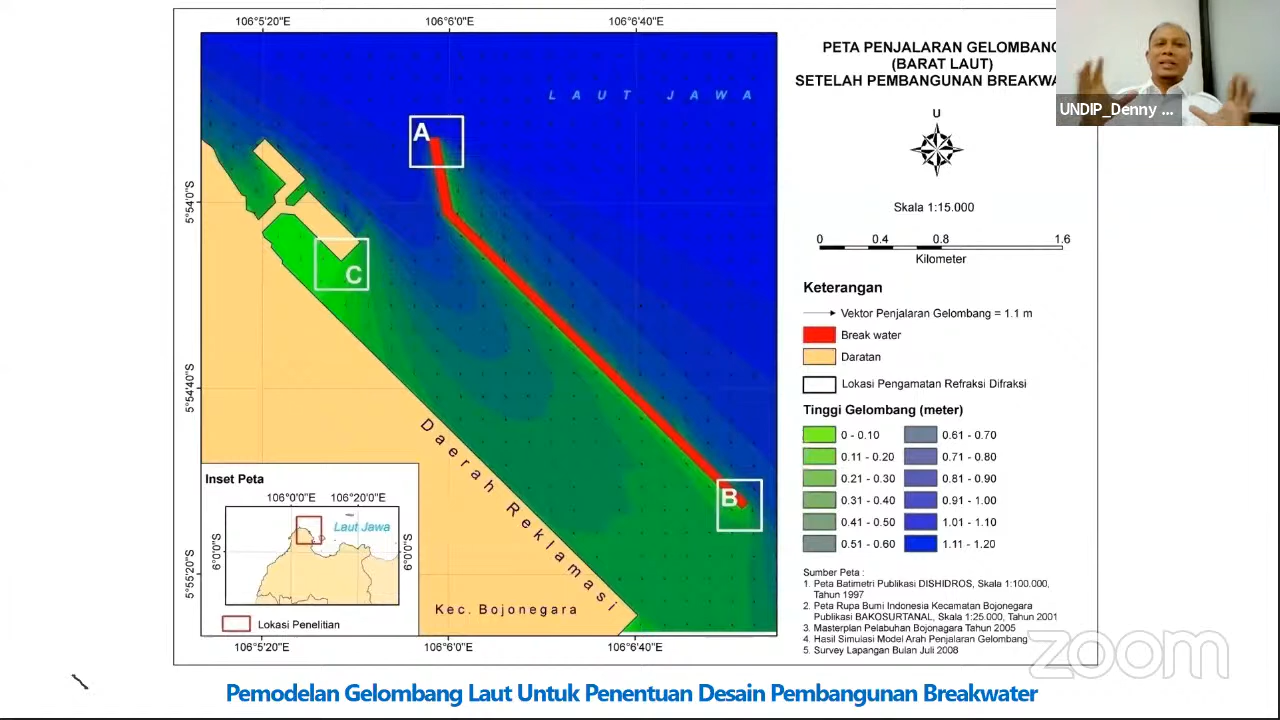 106°5'20"E 106°6'0"E 106°6'40"E
PETA PENJALARAN GELOMBANG
(BARAT LAUT)
SETELAH PEMBANGUNAN BREAKWA
UNDIP_Denny ...
LAUT JAWA
U
A
5°54'0"S
Skala 1:15.000
0 0.4 0.8 1.6
Kilometer
C
Keterangan
Vektor Penjalaran Gelombang = 1.1 m
Break water
Daratan
Lokasi Pengamatan Refraksi Difraksi
5°54'40"S
Tinggi Gelombang (meter)
0 - 0.10 0.61 - 0.70
0.11 - 0.20 0.71 - 0.80
0.21 - 0.30 0.81 - 0.90
0.31 - 0.40 0.91 - 1.00
0.41 - 0.50 1.01 - 1.10
0.51 - 0.60 1.11 - 1.20
Daerah Reklamasi
B
Inset Peta
106°0'0"E 106°20'0"E
Laut Jawa
6°0'0"S 6°0'0"S
Lokasi Penelitian
5°55'20"S
Kec. Bojonegara
Sumber Peta :
1. Peta Batimetri Publikasi DISHIDROS, Skala 1:100.000,
Tahun 1997
2. Peta Rupa Bumi Indonesia Kecamatan Bojonegara
Publikasi BAKOSURTANAL, Skala 1:25.000, Tahun 2001
3. Masterplan Pelabuhan Bojonagara Tahun 2005
4. Hasil Simulasi Model Arah Penjalaran Gelombang
5. Survey Lapangan Bulan Juli 2008
106°5'20"E 106°6'0"E 106°6'40"E
zoom
Pemodelan Gelombang Laut Untuk Penentuan Desain Pembangunan Breakwater